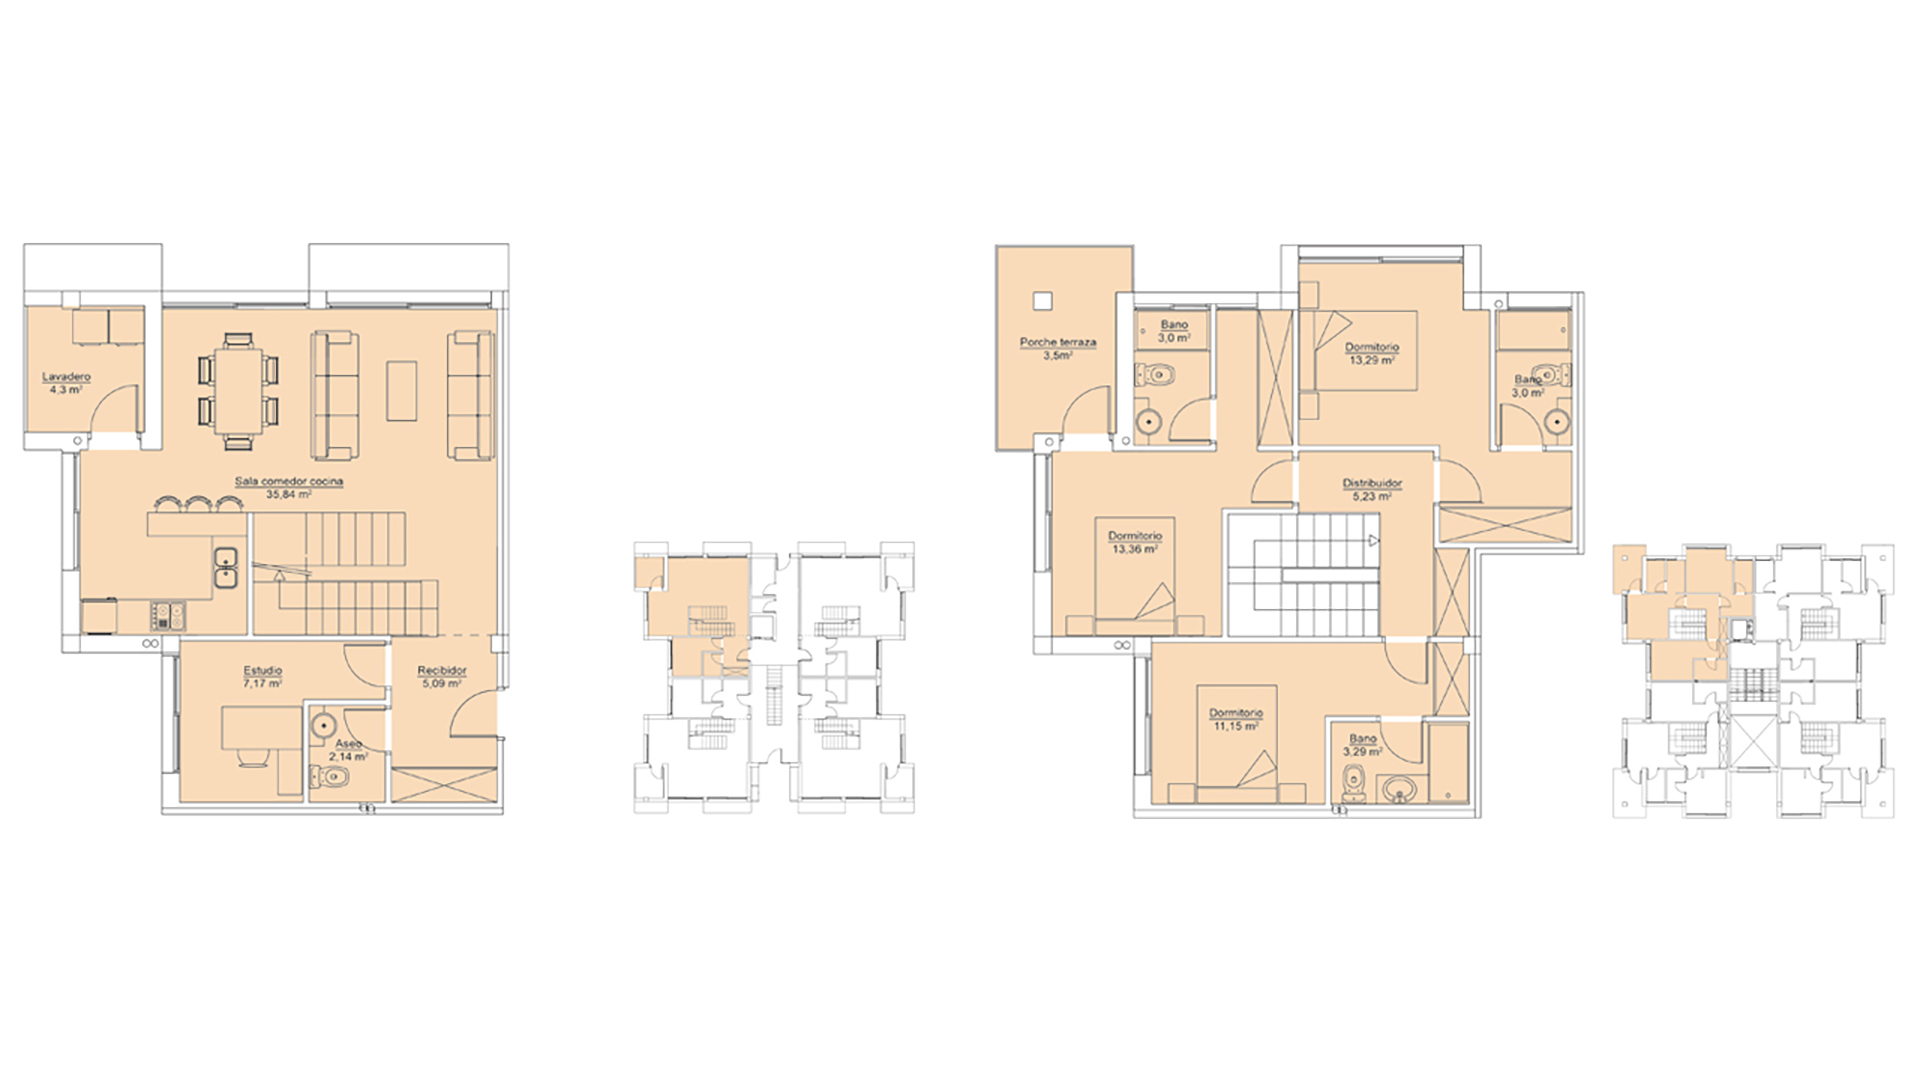 Lavadero
4,3 m²
Sala comedor cocina
35,84 m²
Estudio
7,17 m²
Recibidor
5,09 m²
Aseo
2,14 m²
Porche terraza
3,5m²
Bano
3,0 m²
Dormitorio
13,29 m²
Bano
3,0 m²
Distribuidor
5,23 m²
Dormitorio
13,36 m²
Dormitorio
11,15 m²
Bano
3,29 m²